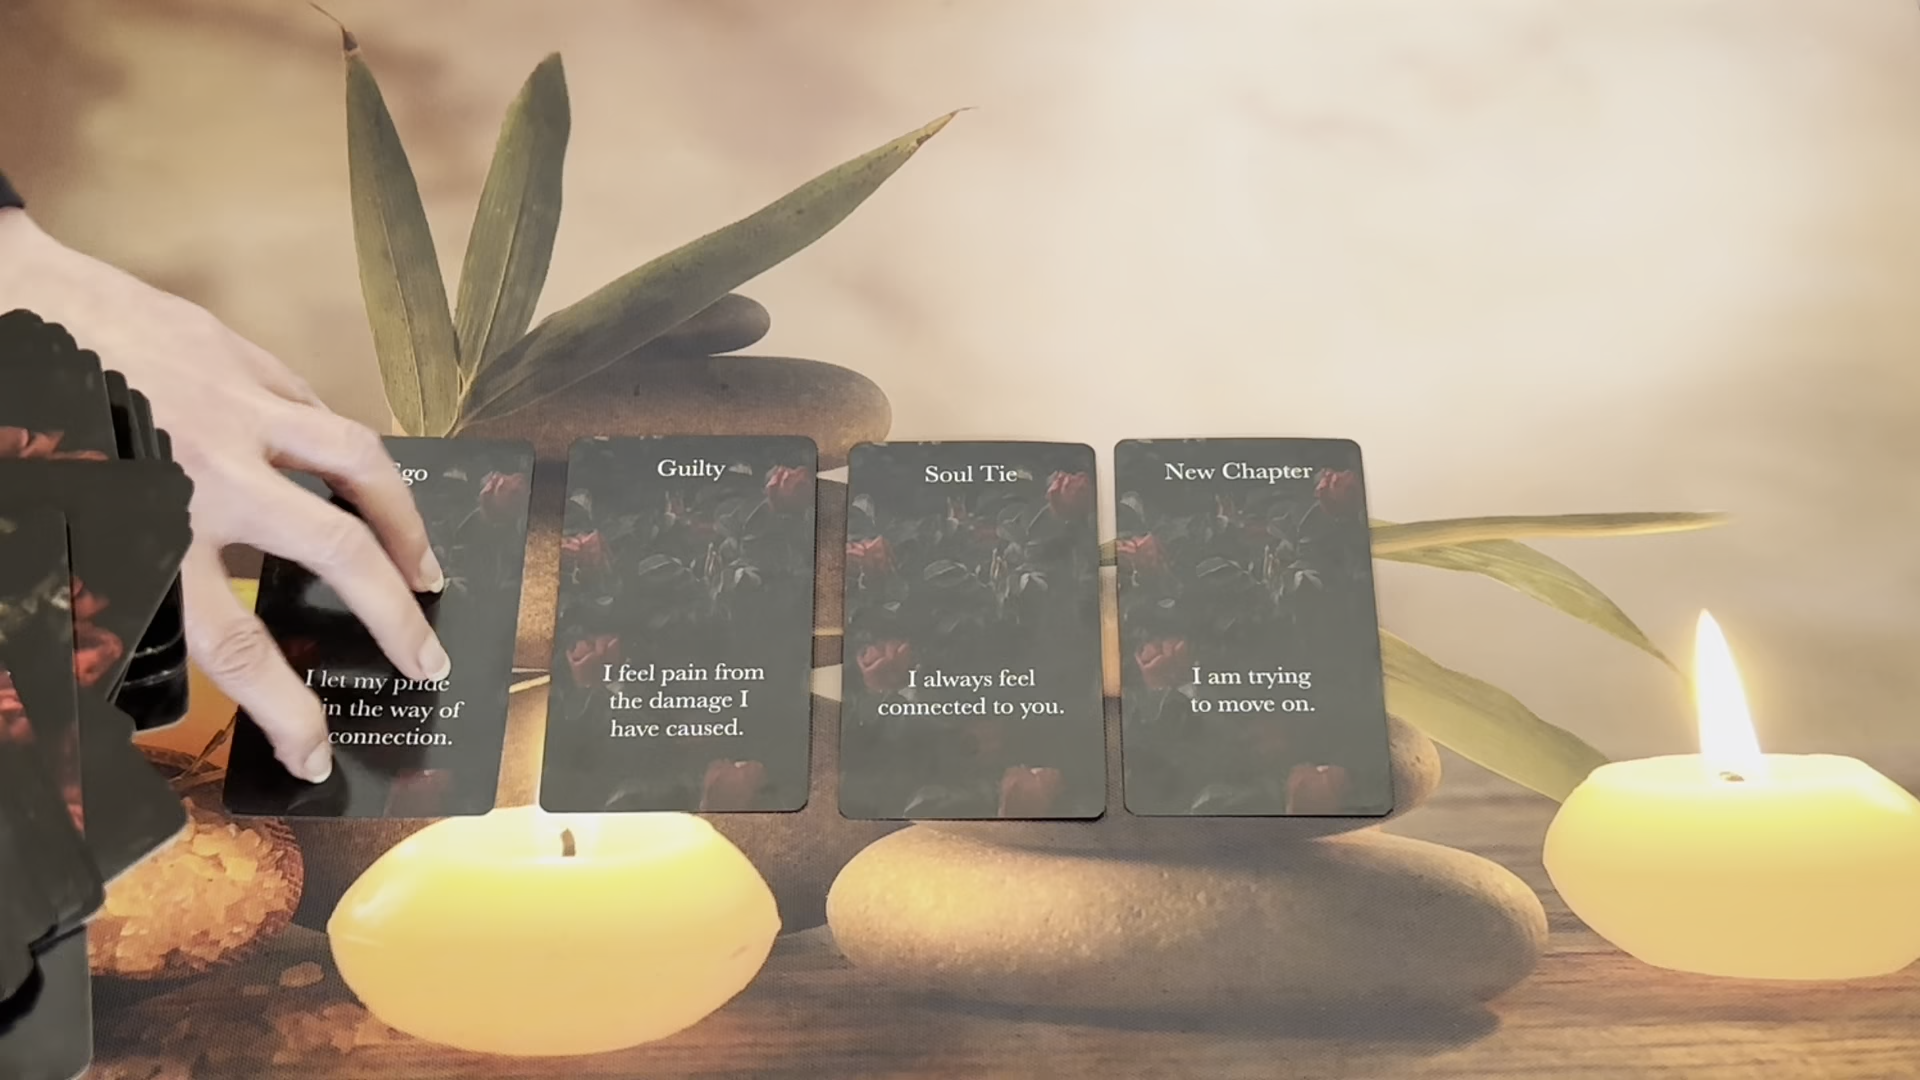 Ego
I let my pride
in the way of
connection.
Guilty
I feel pain from
the damage I
have caused.
Soul Tie
I always feel
connected to you.
New Chapter
I am trying
to move on.